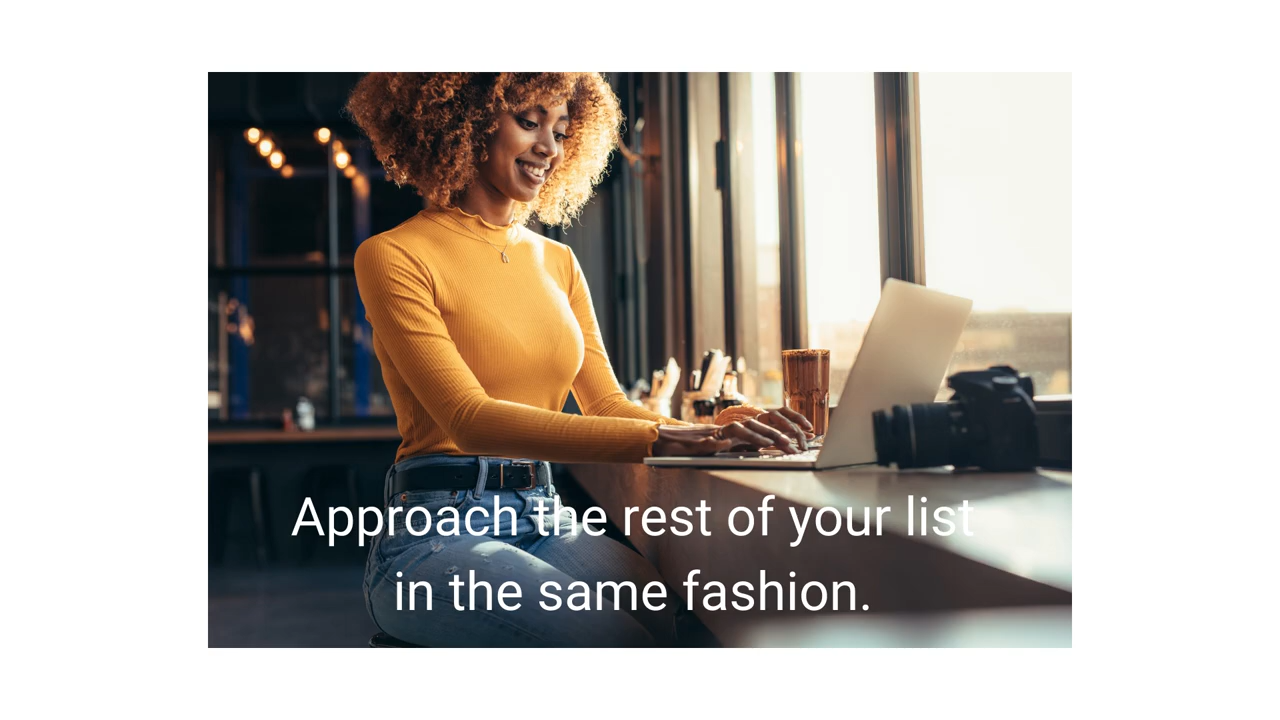 Approach the rest of your list
in the same fashion.